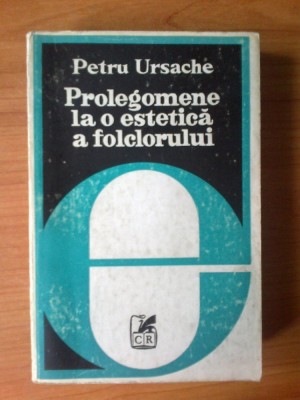 Petru Ursache
Prolegomene
la o estetică
a folclorului
CR